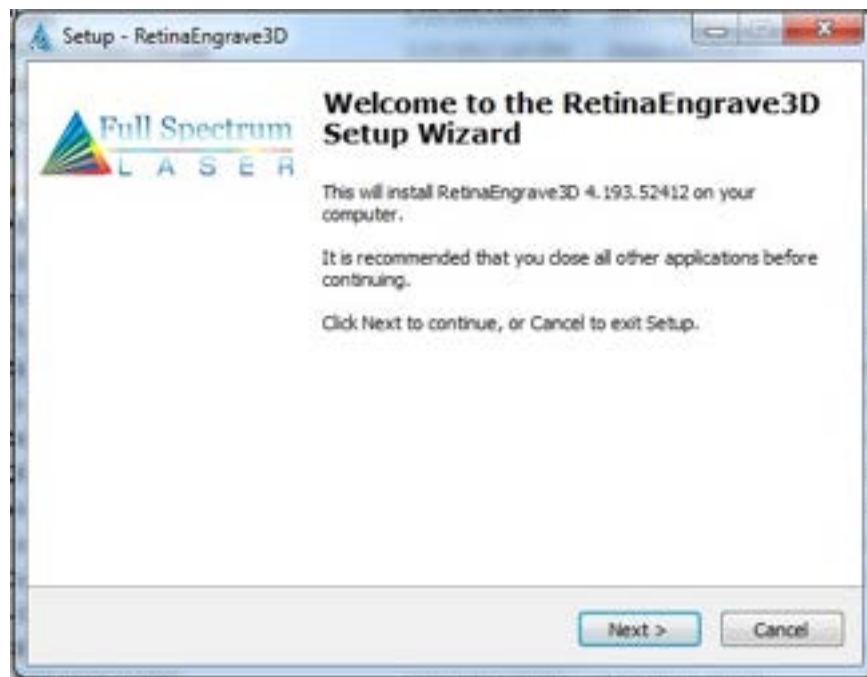 Setup - RetinaEngrave3D
Full Spectrum
LASER
Welcome to the RetinaEngrave3D
Setup Wizard
This will install RetinaEngrave3D 4.193.52412 on your
computer.
It is recommended that you close all other applications before
continuing.
Click Next to continue, or Cancel to exit Setup.
Next >
Cancel